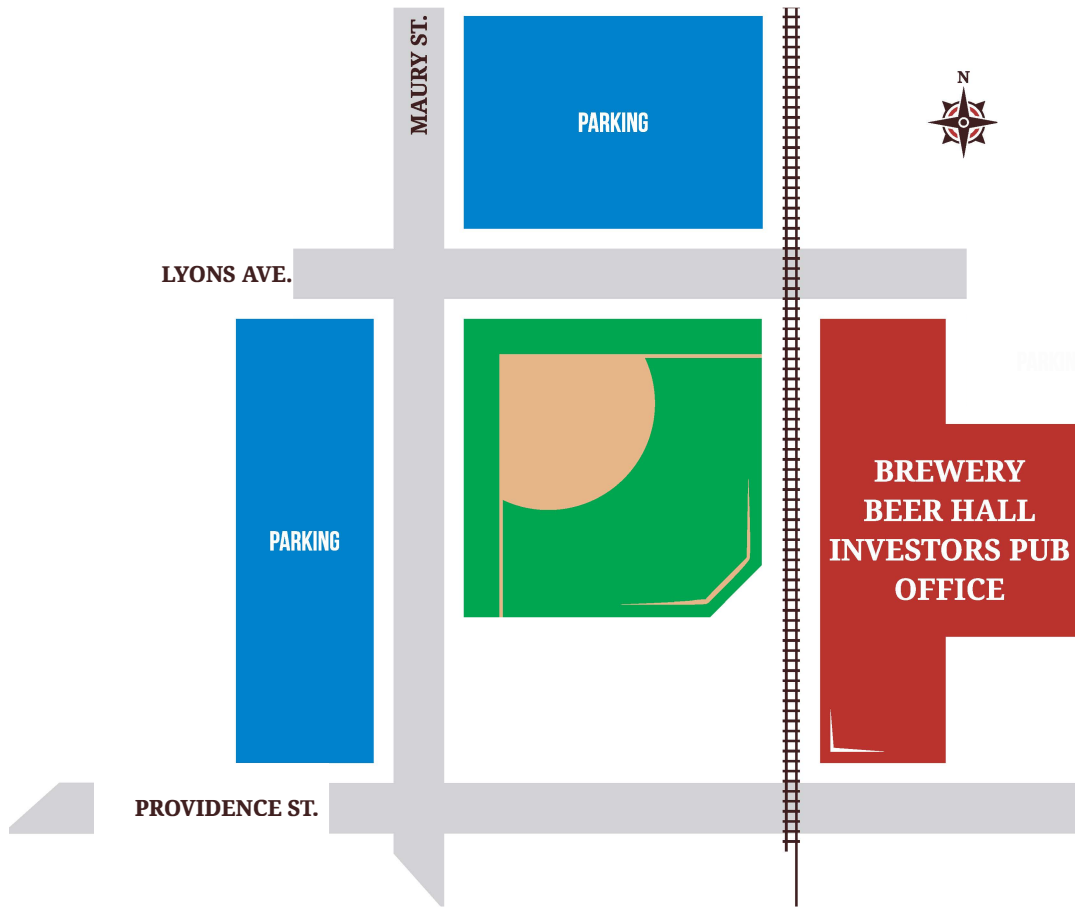 MAURY ST.
PARKING
N
LYONS AVE.
PARKING
BREWERY
BEER HALL
INVESTORS PUB
OFFICE
PROVIDENCE ST.